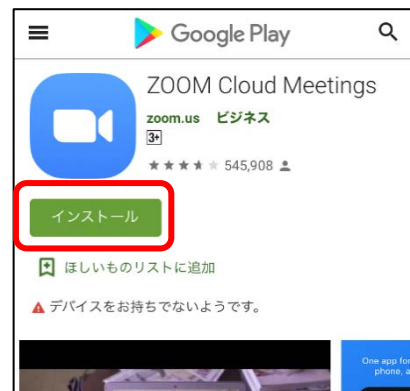 Google Play
ZOOM Cloud Meetings
zoom.us ビジネス
3+
545,908
インストール
ほしいものリストに追加
デバイスをお持ちでないようです。
One app for
phone, a